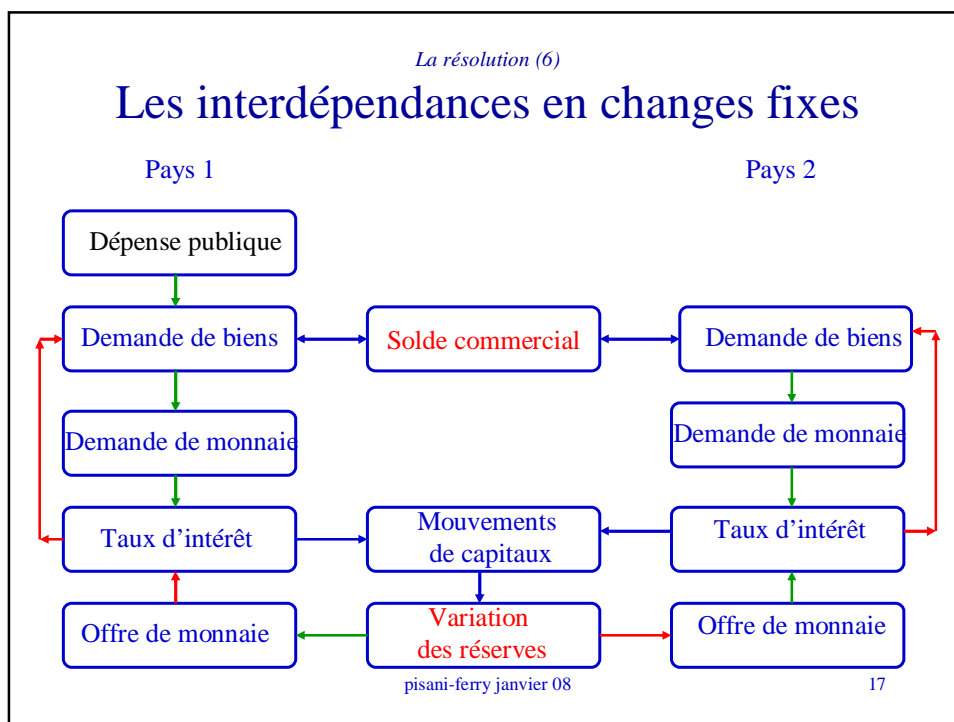 La résolution (6)
Les interdépendances en changes fixes
Pays 1
Pays 2
Dépense publique
Demande de biens
Solde commercial
Demande de biens
Demande de monnaie
Demande de monnaie
Taux d'intérêt
Mouvements
de capitaux
Taux d'intérêt
Offre de monnaie
Variation
des réserves
Offre de monnaie
pisani-ferry janvier 08
17